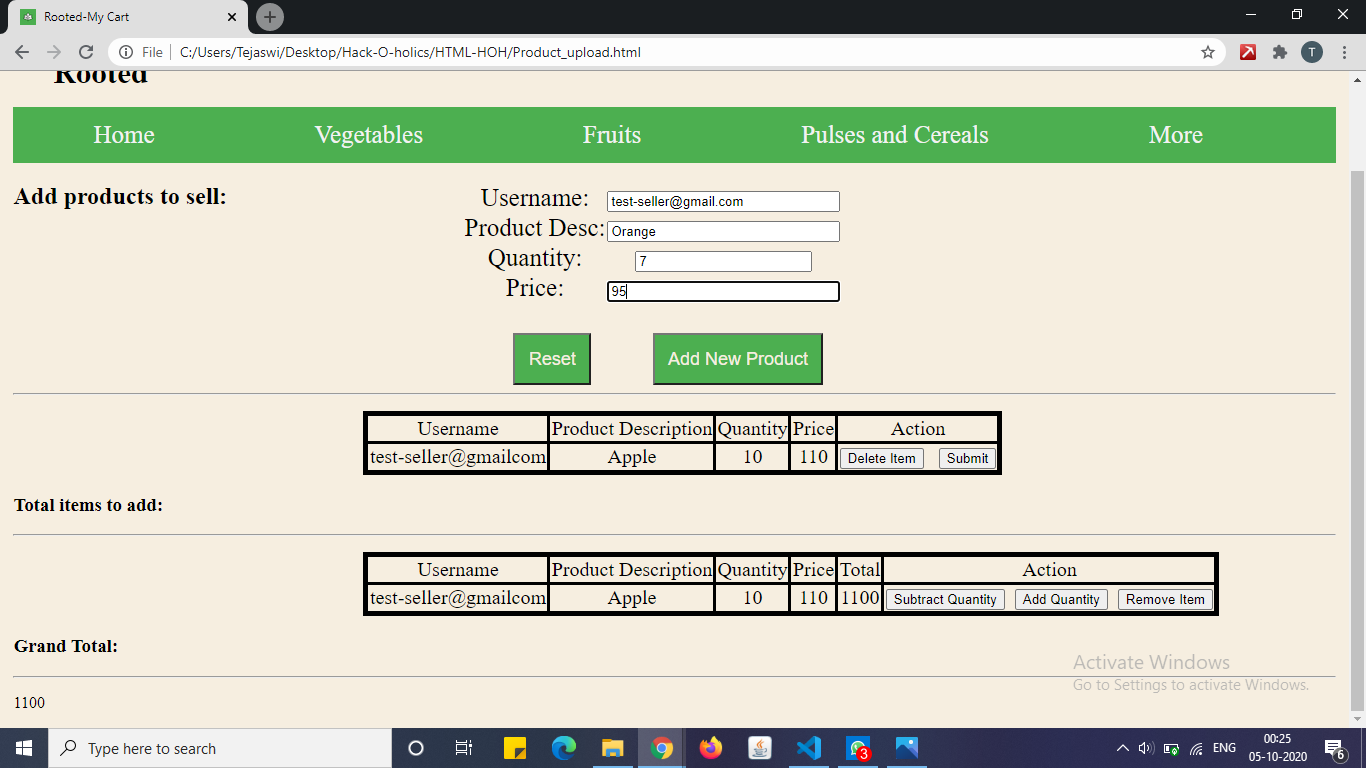 Rooted-My Cart
File C:/Users/Tejaswi/Desktop/Hack-O-holics/HTML-HOH/Product_upload.html
T
Rooted
Home Vegetables Fruits Pulses and Cereals More
Add products to sell:
Username: test-seller@gmail.com
Product Desc: Orange
Quantity: 7
Price: 95
Reset Add New Product
Username Product Description Quantity Price Action
test-seller@gmailcom Apple 10 110 Delete Item Submit
Total items to add:
Username Product Description Quantity Price Total Action
test-seller@gmailcom Apple 10 110 1100 Subtract Quantity Add Quantity Remove Item
Grand Total:
Activate Windows
Go to Settings to activate Windows.
1100
Type here to search
3
ENG
00:25
05-10-2020
6